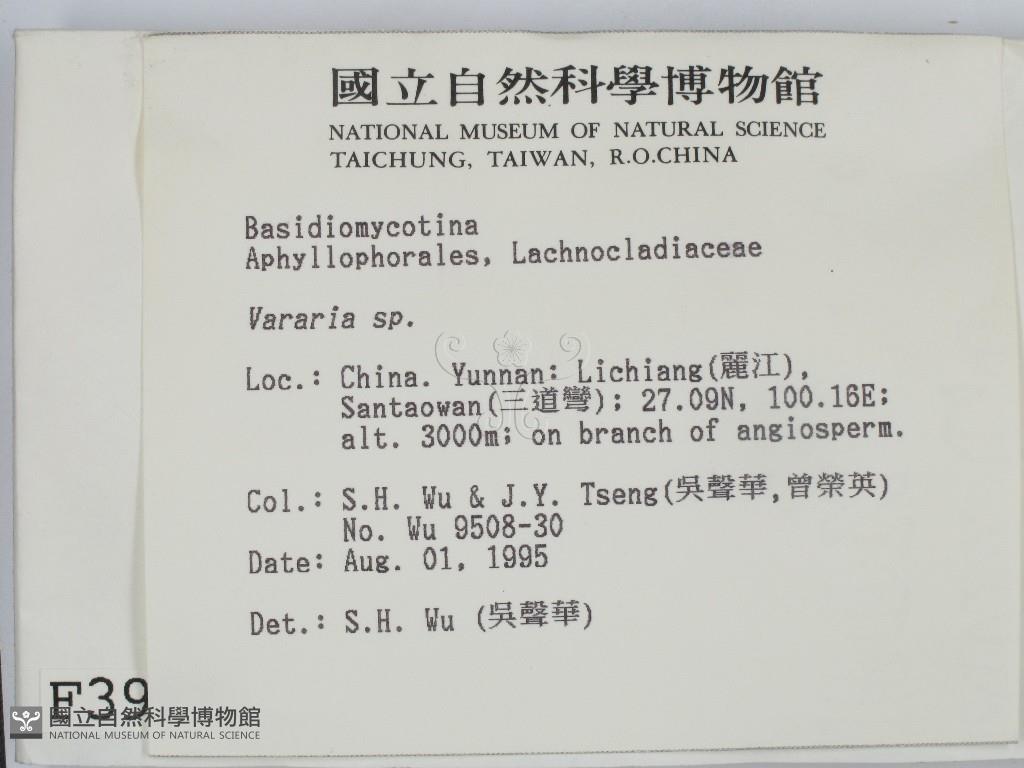 國立自然科學博物館
NATIONAL MUSEUM OF NATURAL SCIENCE
TAICHUNG, TAIWAN, R.O.CHINA
Basidiomycotina
Aphyllophorales, Lachnocladiaceae
Vararia sp.
Loc.: China. Yunnan: Lichiang(麗江),
Santaowan(三道彎); 27.09N, 100.16E;
alt. 3000m; on branch of angiosperm.
Col.: S.H. Wu & J.Y. Tseng(吳聲華,曾榮英)
No. Wu 9508-30
Date: Aug. 01, 1995
Det.: S.H. Wu (吳聲華)
F39
國立自然科學博物館
NATIONAL MUSEUM OF NATURAL SCIENCE